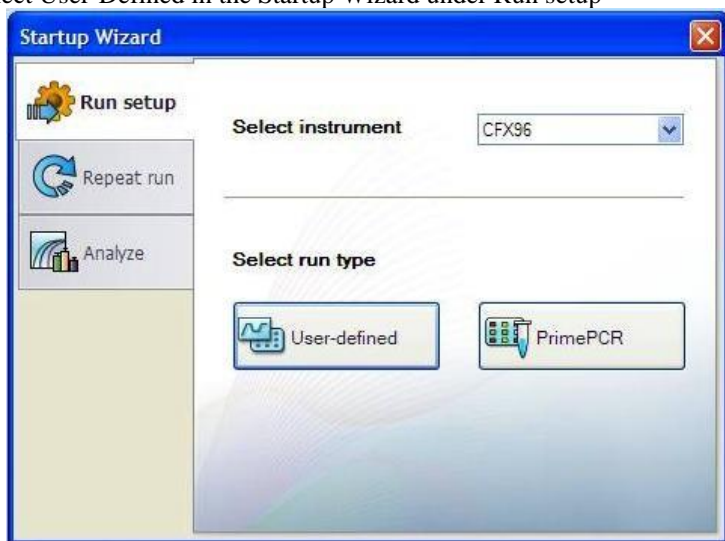 ect User-Defined in the Startup Wizard under Run setup
Startup Wizard
Run setup
Repeat run
Analyze
Select instrument
CFX96
Select run type
User-defined
PrimePCR